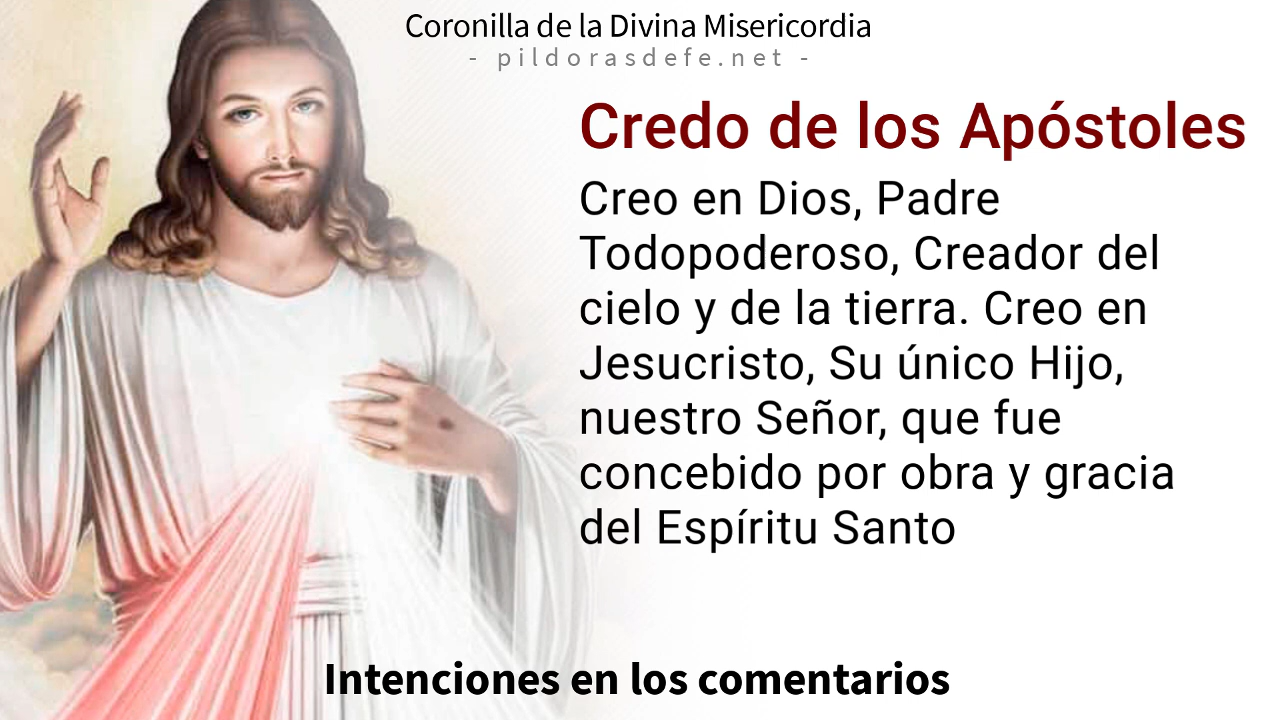 Coronilla de la Divina Misericordia
- pildorasdefe.net -
Credo de los Apóstoles
Creo en Dios, Padre
Todopoderoso, Creador del
cielo y de la tierra. Creo en
Jesucristo, Su único Hijo,
nuestro Señor, que fue
concebido por obra y gracia
del Espíritu Santo
Intenciones en los comentarios